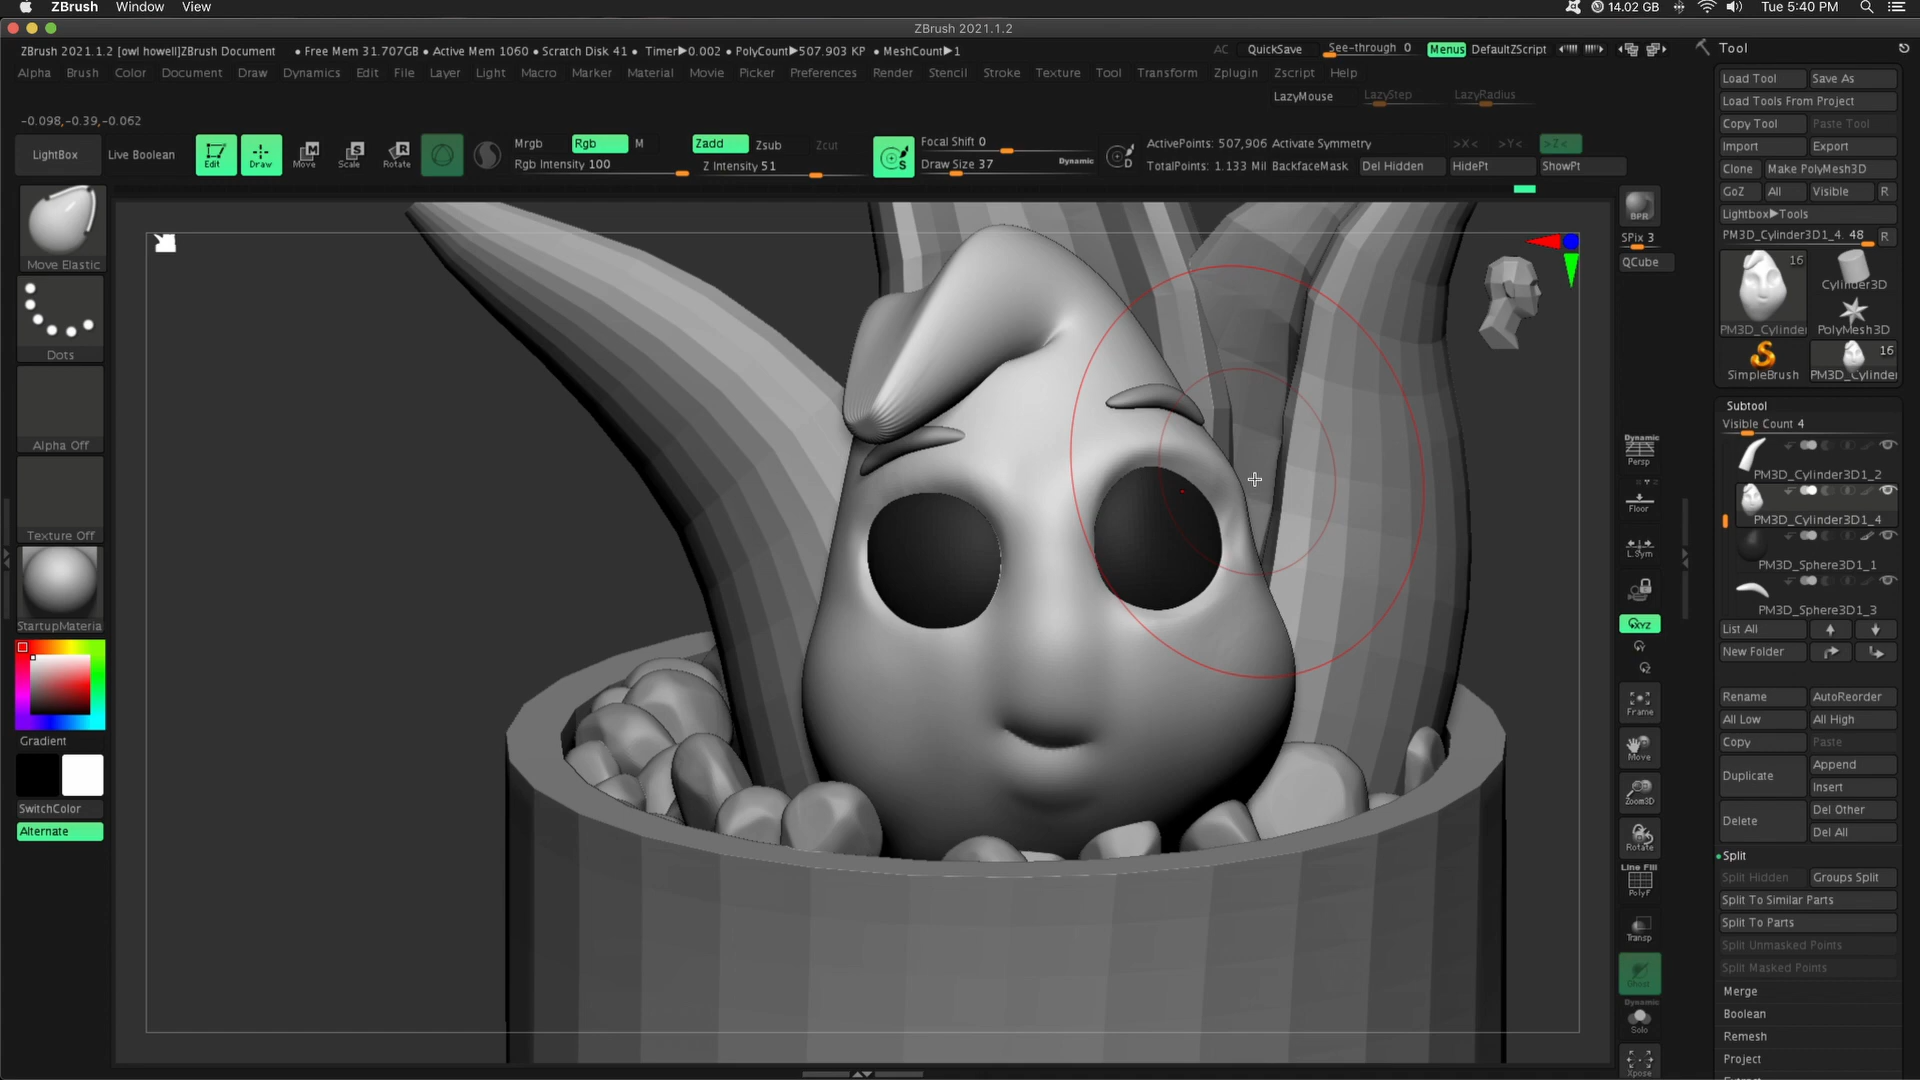 ZBrush Window View 14.02 GB Tue 5:40 PM
ZBrush 2021.1.2
ZBrush 2021.1.2 [owl howell]ZBrush Document • Free Mem 31.707GB • Active Mem 1060 • Scratch Disk 41 • Timer▶0.002 • PolyCount▶507.903 KP • MeshCount▶1 AC QuickSave See-through 0 Menus DefaultZScript Tool
Alpha Brush Color Document Draw Dynamics Edit File Layer Light Macro Marker Material Movie Picker Preferences Render Stencil Stroke Texture Tool Transform Zplugin Zscript Help
LazyMouse LazyStep LazyRadius
-0.098,-0.39,-0.062
LightBox Live Boolean Edit Draw Move Scale Rotate
Mrgb Rgb M Zadd Zsub Zcut
Rgb Intensity 100 Z Intensity 51
S Focal Shift 0
Draw Size 37 Dynamic D
ActivePoints: 507,906 Activate Symmetry >X< >Y< >Z<
TotalPoints: 1.133 Mil BackfaceMask Del Hidden HidePt ShowPt
Move Elastic
Dots
Alpha Off
Texture Off
StartupMateria
Gradient
SwitchColor
Alternate
BPR
SPix 3
QCube
Dynamic
Persp
Floor
L.Sym
XYZ
Frame
Move
Zoom3D
Rotate
Line Fill
PolyF
Transp
Ghost
Dynamic
Solo
Xpose
Load Tool Save As
Load Tools From Project
Copy Tool Paste Tool
Import Export
Clone Make PolyMesh3D
GoZ All Visible R
Lightbox▶Tools
PM3D_Cylinder3D1_4. 48 R
16
Cylinder3D
PM3D_Cylinder PolyMesh3D
16
SimpleBrush PM3D_Cylinder
Subtool
Visible Count 4
PM3D_Cylinder3D1_2
PM3D_Cylinder3D1_4
PM3D_Sphere3D1_1
PM3D_Sphere3D1_3
List All
New Folder
Rename AutoReorder
All Low All High
Copy Paste
Duplicate Append
Insert
Delete Del Other
Del All
Split
Split Hidden Groups Split
Split To Similar Parts
Split To Parts
Split Unmasked Points
Split Masked Points
Merge
Boolean
Remesh
Project